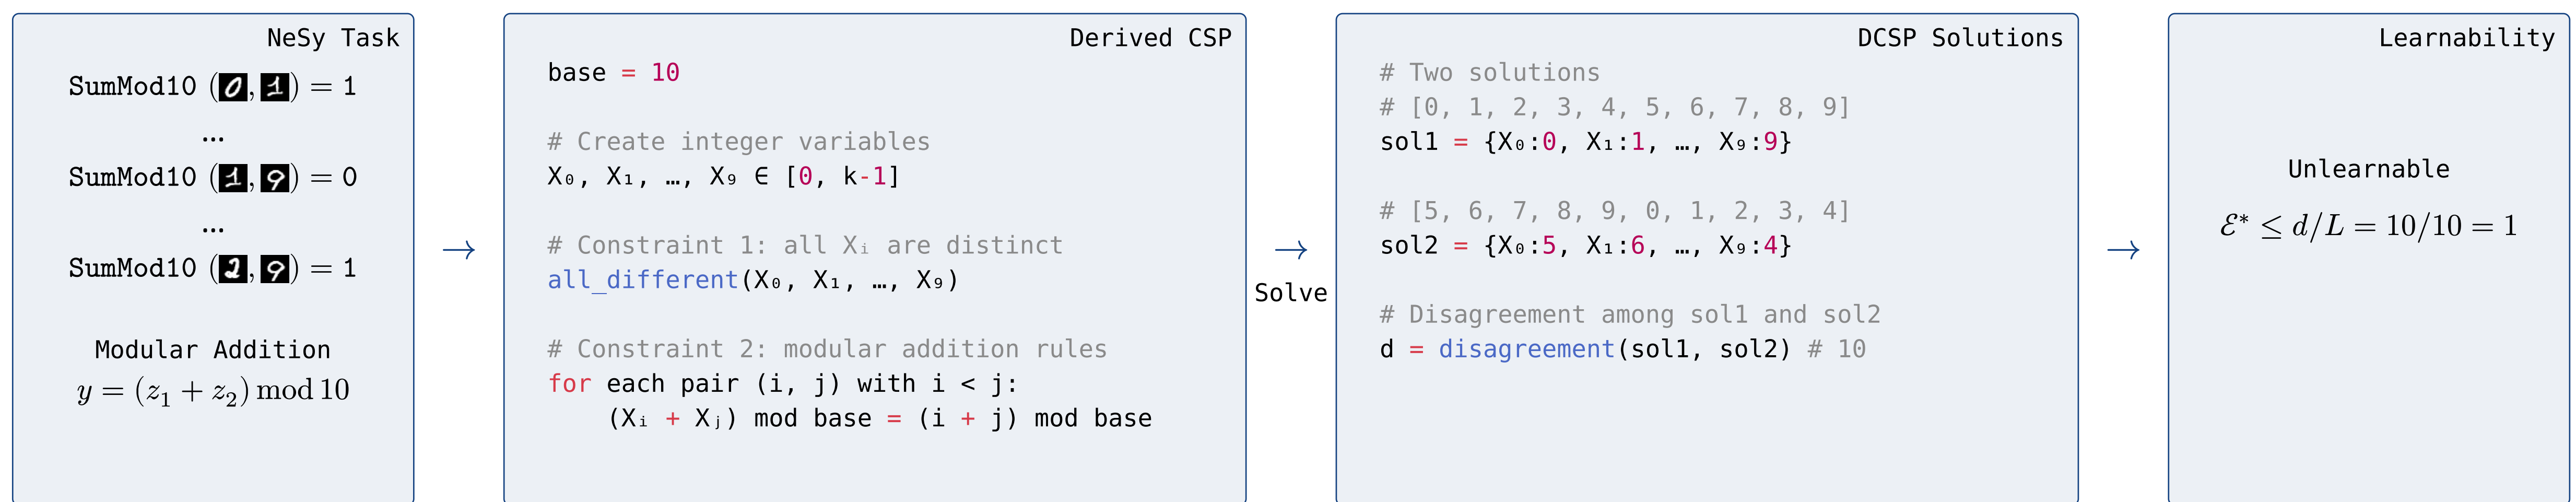 NeSy Task
SumMod10 (0, 1) = 1
...
SumMod10 (1, 9) = 0
...
SumMod10 (2, 9) = 1
Modular Addition
y = (z₁ + z₂) mod 10
→
Derived CSP
base = 10
# Create integer variables
X₀, X₁, …, X₉ ∈ [0, k-1]
# Constraint 1: all Xᵢ are distinct
all_different(X₀, X₁, …, X₉)
# Constraint 2: modular addition rules
for each pair (i, j) with i < j:
(Xᵢ + Xⱼ) mod base = (i + j) mod base
→
Solve
DCSP Solutions
# Two solutions
# [0, 1, 2, 3, 4, 5, 6, 7, 8, 9]
sol1 = {X₀:0, X₁:1, …, X₉:9}
# [5, 6, 7, 8, 9, 0, 1, 2, 3, 4]
sol2 = {X₀:5, X₁:6, …, X₉:4}
# Disagreement among sol1 and sol2
d = disagreement(sol1, sol2) # 10
→
Learnability
Unlearnable
ℰ* ≤ d/L = 10/10 = 1